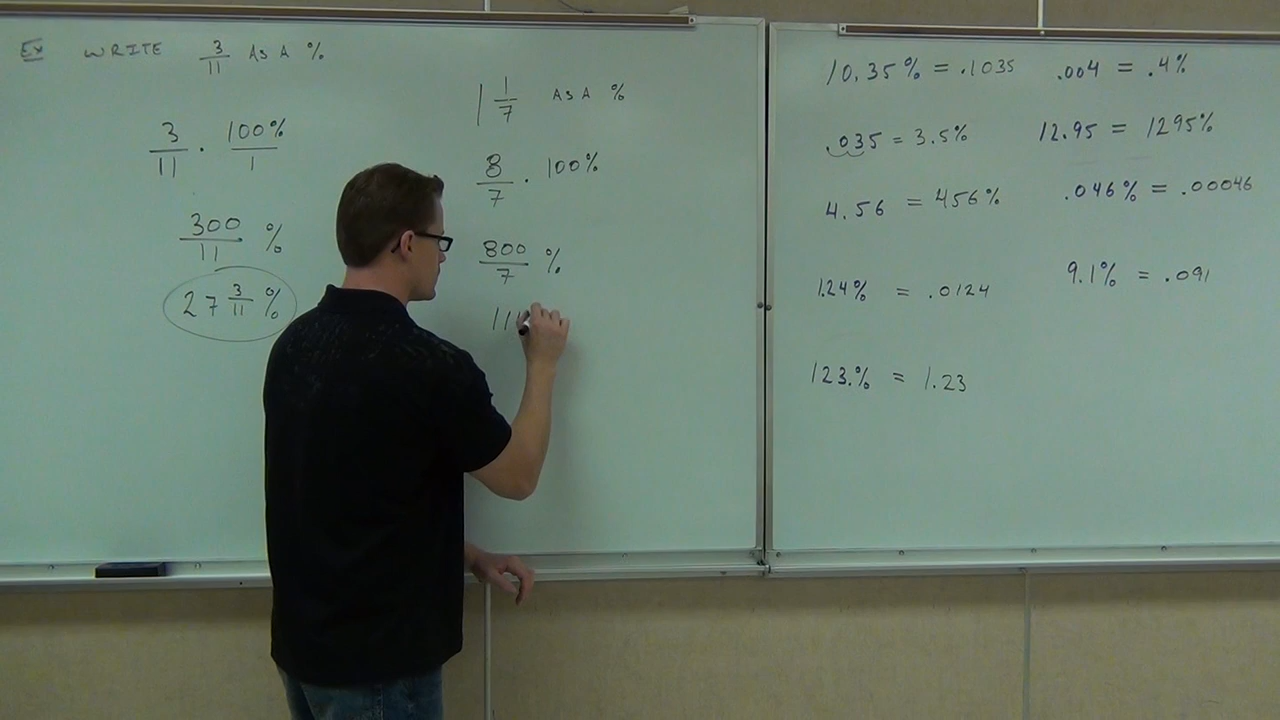 Ex WRITE 3/11 AS A %
3/11 · 100%/1
300/11 %
27 3/11 %
1 1/7 AS A %
8/7 · 100%
800/7 %
11
10.35% = .1035
.035 = 3.5%
4.56 = 456%
1.24% = .0124
123.% = 1.23
.004 = .4%
12.95 = 1295%
.046% = .00046
9.1% = .091